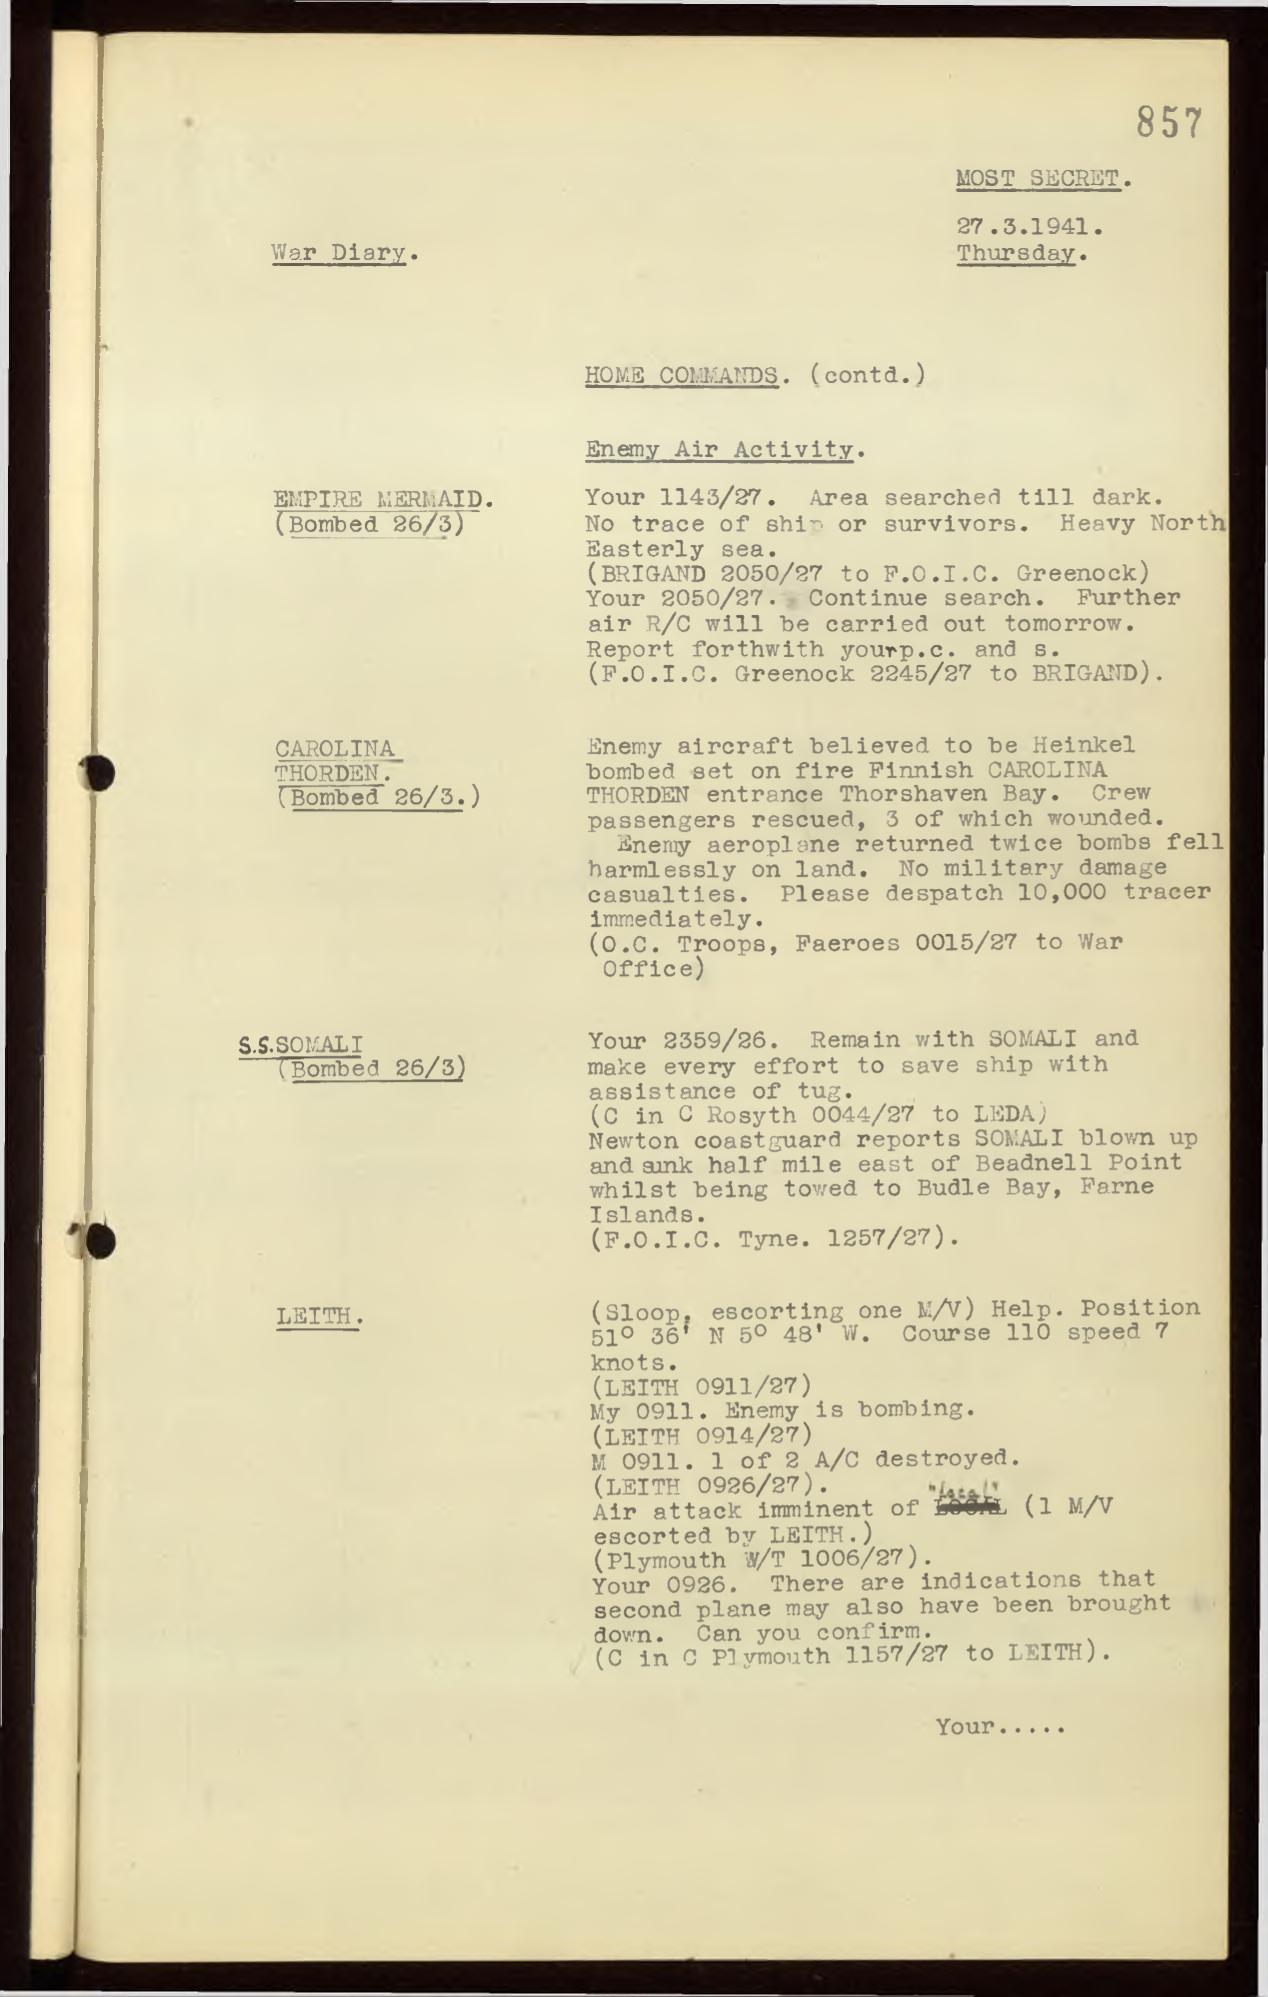 857
MOST SECRET.
27.3.1941.
War Diary.
Thursday.
HOME COMMANDS. (contd.)
Enemy Air Activity.
EMPIRE MERMAID.
(Bombed 26/3)
Your 1143/27. Area searched till dark.
No trace of ship or survivors. Heavy North
Easterly sea.
(BRIGAND 2050/27 to F.O.I.C. Greenock)
Your 2050/27. Continue search. Further
air R/C will be carried out tomorrow.
Report forthwith your p.c. and s.
(F.O.I.C. Greenock 2245/27 to BRIGAND).
CAROLINA
THORDEN.
(Bombed 26/3.)
Enemy aircraft believed to be Heinkel
bombed set on fire Finnish CAROLINA
THORDEN entrance Thorshaven Bay. Crew
passengers rescued, 3 of which wounded.
Enemy aeroplane returned twice bombs fell
harmlessly on land. No military damage
casualties. Please despatch 10,000 tracer
immediately.
(O.C. Troops, Faeroes 0015/27 to War
Office)
S.S.SOMALI
(Bombed 26/3)
Your 2359/26. Remain with SOMALI and
make every effort to save ship with
assistance of tug.
(C in C Rosyth 0044/27 to LEDA)
Newton coastguard reports SOMALI blown up
and sunk half mile east of Beadnell Point
whilst being towed to Budle Bay, Farne
Islands.
(F.O.I.C. Tyne. 1257/27).
LEITH.
(Sloop, escorting one M/V) Help. Position
51° 36' N 5° 48' W. Course 110 speed 7
knots.
(LEITH 0911/27)
My 0911. Enemy is bombing.
(LEITH 0914/27)
M 0911. 1 of 2 A/C destroyed.
(LEITH 0926/27).
"local"
Air attack imminent of LOCAL (1 M/V
escorted by LEITH.)
(Plymouth W/T 1006/27).
Your 0926. There are indications that
second plane may also have been brought
down. Can you confirm.
(C in C Plymouth 1157/27 to LEITH).
Your.....